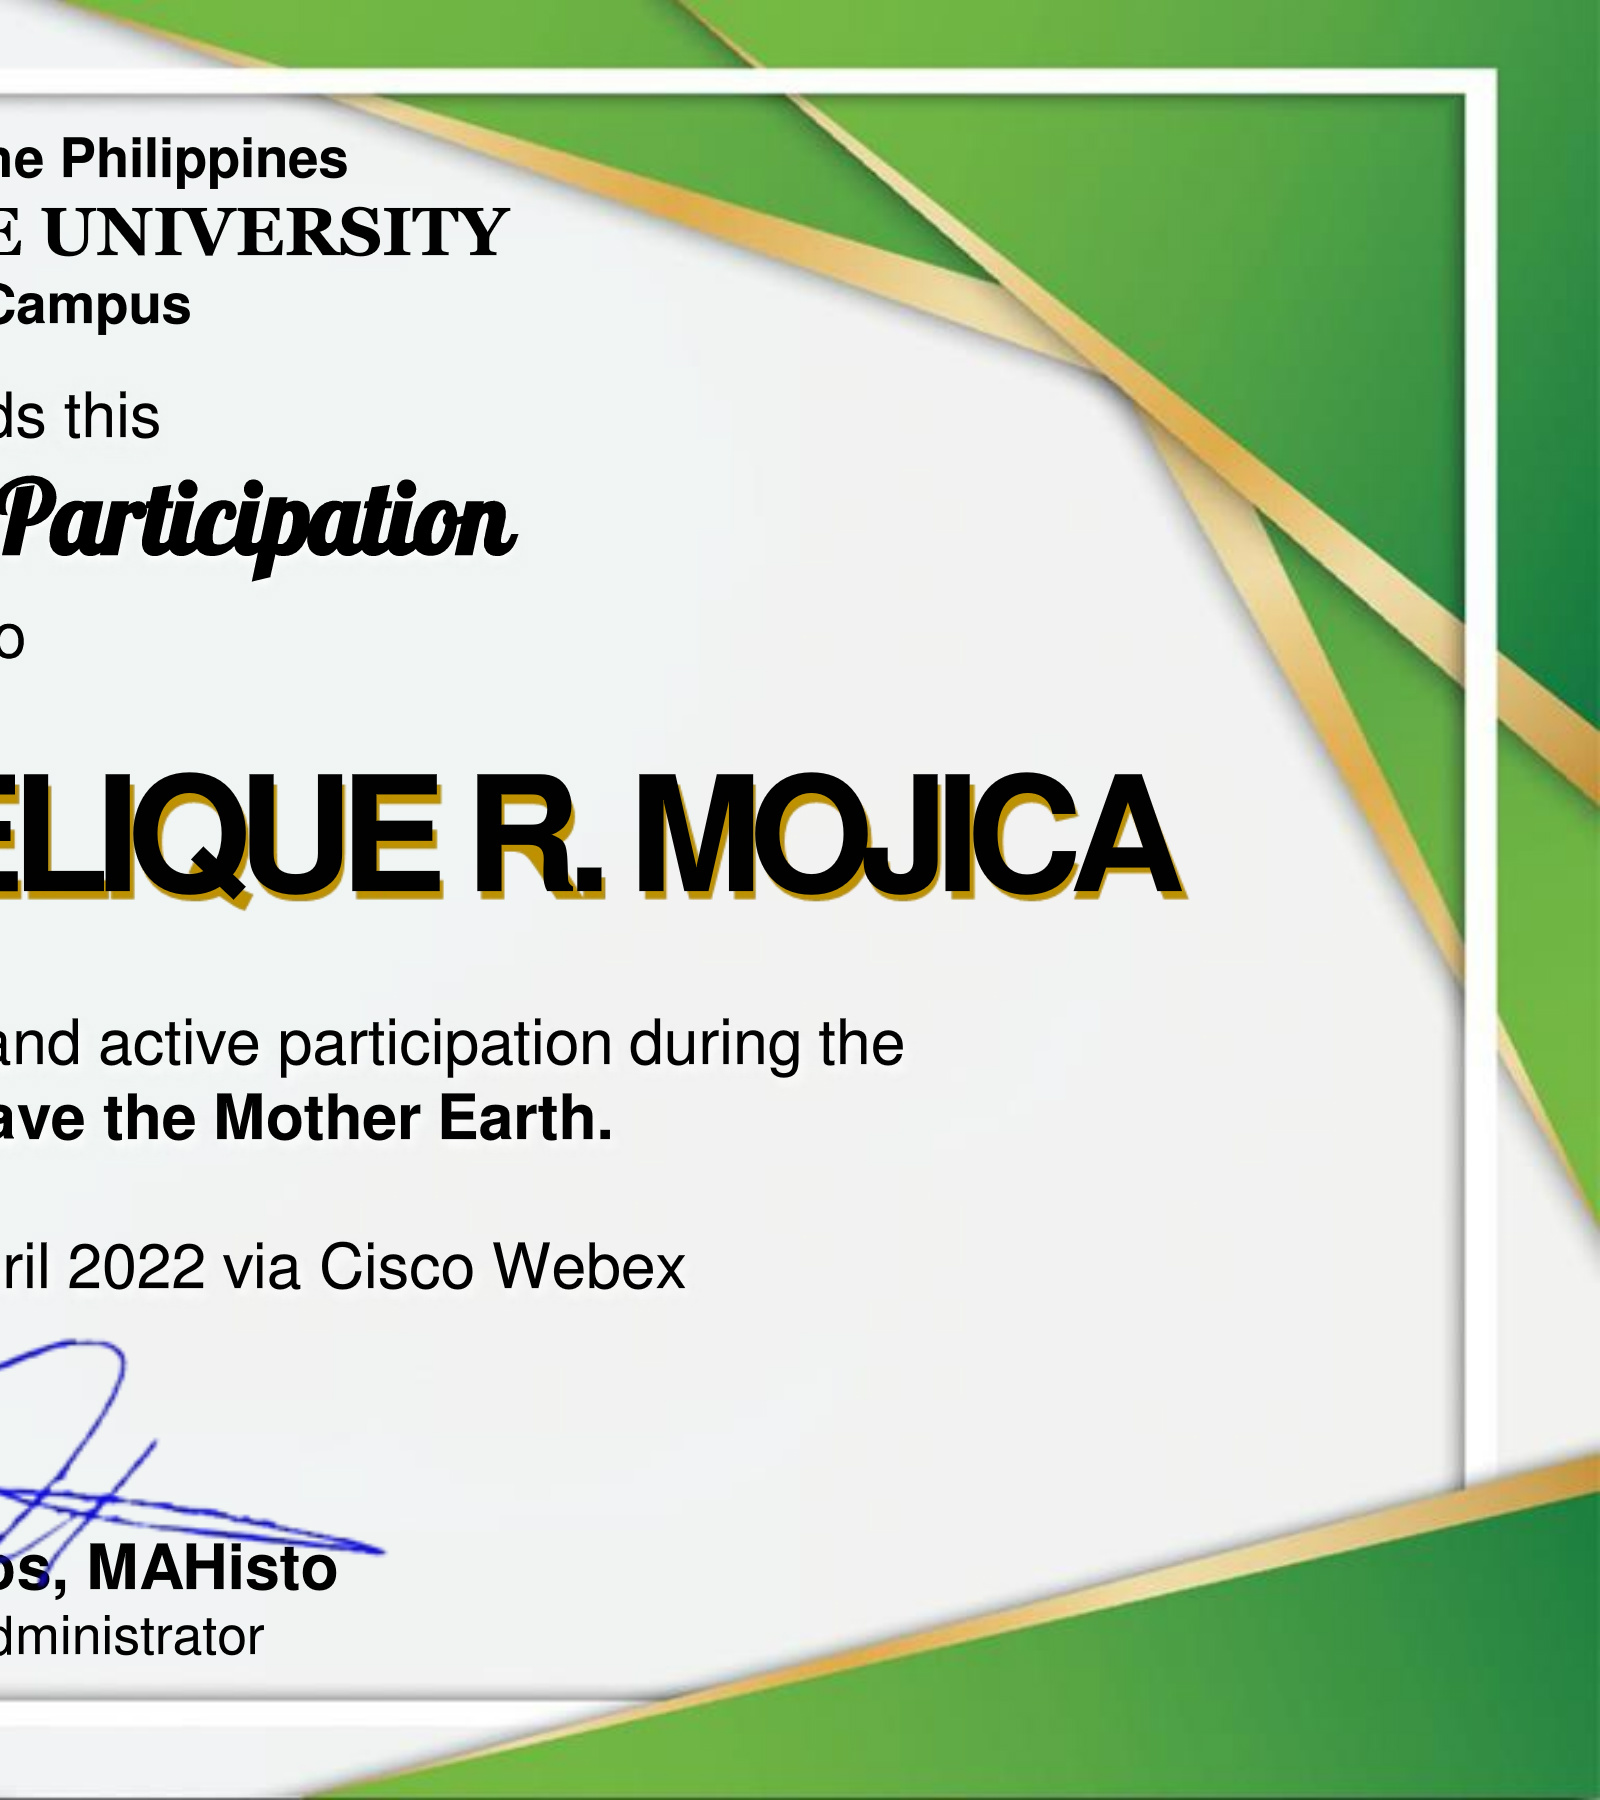 ne Philippines
E UNIVERSITY
Campus
ds this
Participation
o
ELIQUE R. MOJICA
and active participation during the
ave the Mother Earth.
ril 2022 via Cisco Webex
os, MAHisto
dministrator